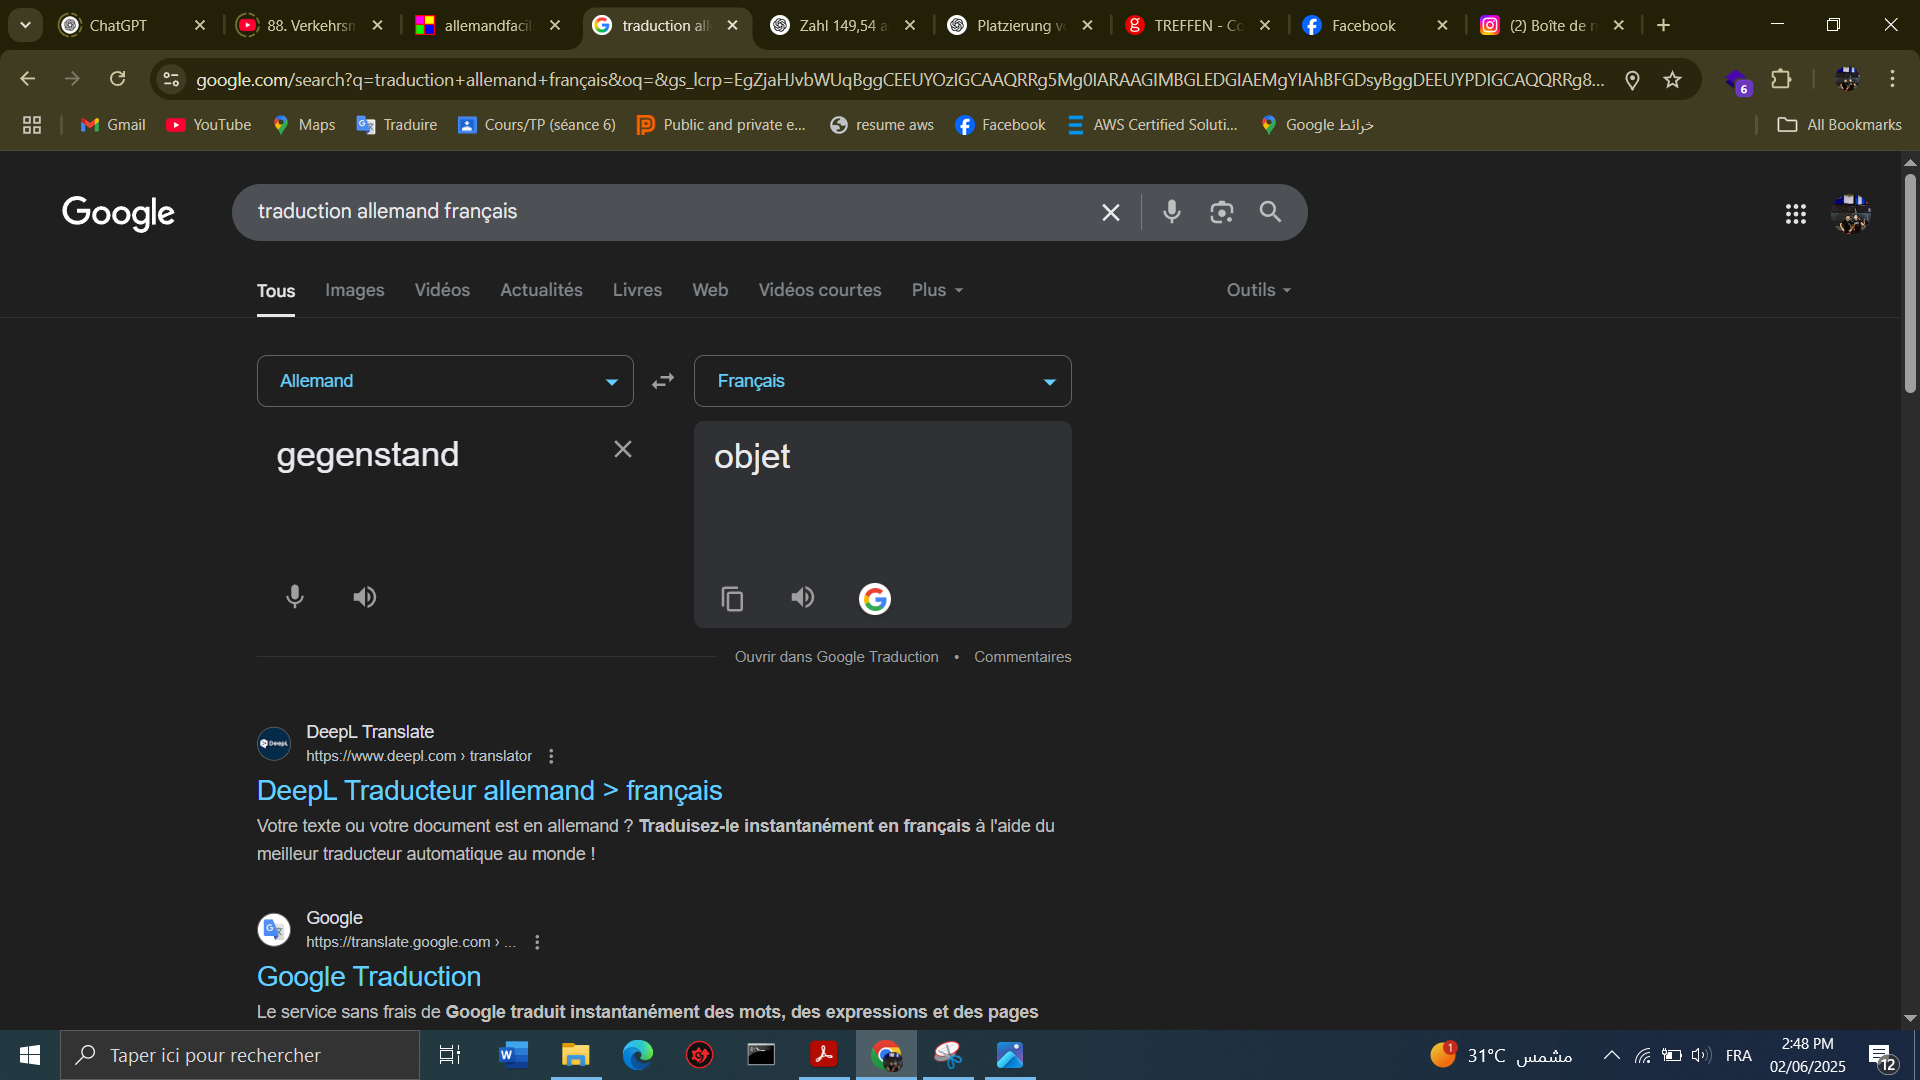 ChatGPT
88. Verkehrsm
allemandfacil
traduction all
Zahl 149,54 a
Platzierung v
TREFFEN - Co
Facebook
(2) Boîte de r
google.com/search?q=traduction+allemand+français&oq=&gs_lcrp=EgZjaHJvbWUqBggCEEUYOzIGCAAQRRg5Mg0IARAAGIMBGLEDGIAEMgYIAhBFGDsyBggDEEUYPDIGCAQQRRg8...
6
Gmail
YouTube
Maps
Traduire
Cours/TP (séance 6)
Public and private e...
resume aws
Facebook
AWS Certified Soluti...
خرائط Google
All Bookmarks
Google
traduction allemand français
Tous
Images
Vidéos
Actualités
Livres
Web
Vidéos courtes
Plus
Outils
Allemand
Français
gegenstand
objet
Ouvrir dans Google Traduction • Commentaires
DeepL
DeepL Translate
https://www.deepl.com › translator
DeepL Traducteur allemand > français
Votre texte ou votre document est en allemand ? Traduisez-le instantanément en français à l'aide du
meilleur traducteur automatique au monde !
Google
https://translate.google.com › ...
Google Traduction
Le service sans frais de Google traduit instantanément des mots, des expressions et des pages
Taper ici pour rechercher
1
31°C مشمس
FRA
2:48 PM
02/06/2025
12